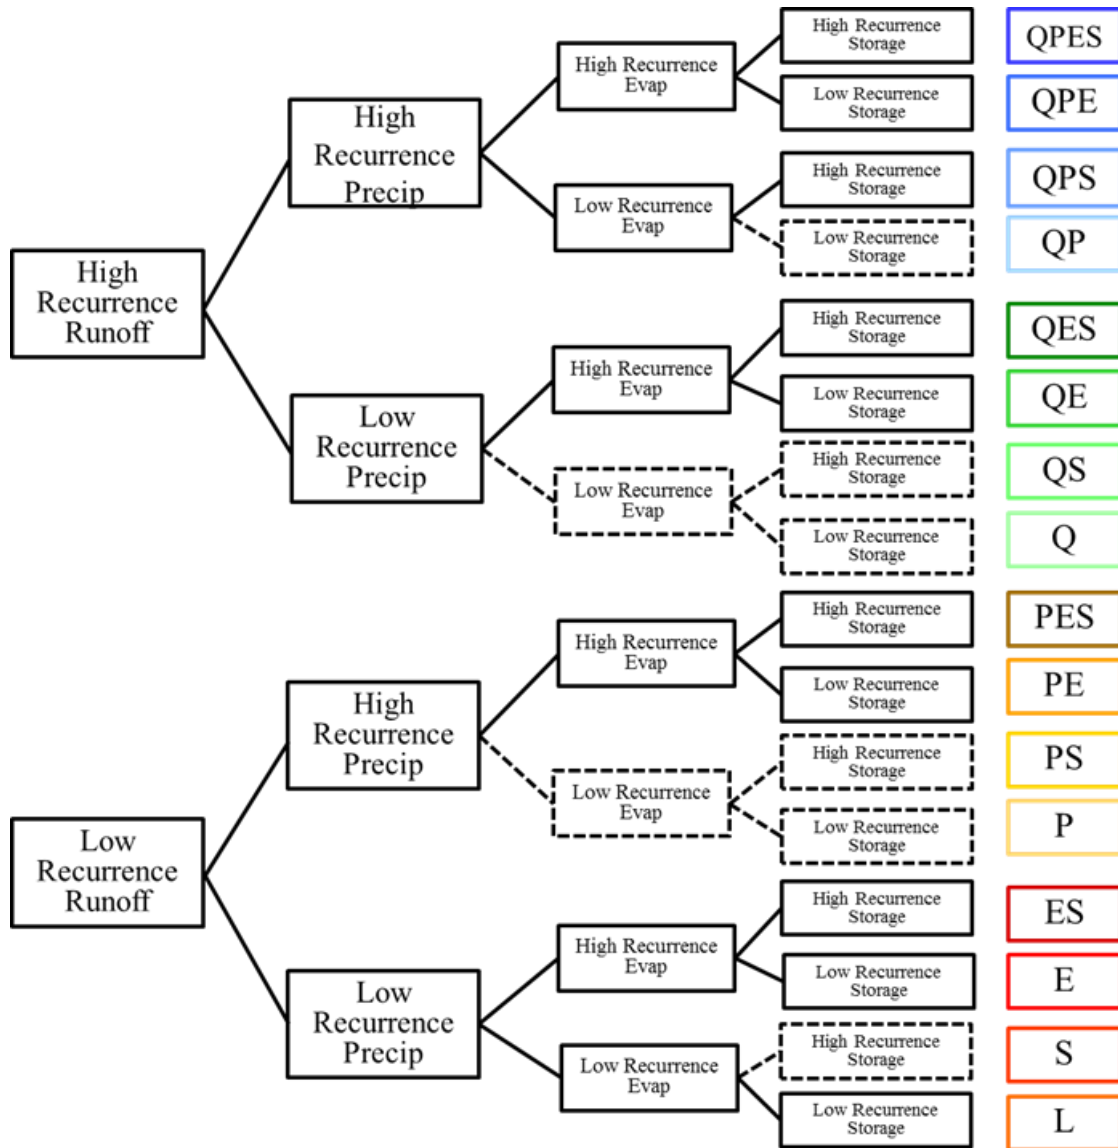 High Recurrence
Storage
QPES
High Recurrence
Evap
Low Recurrence
Storage
QPE
High
Recurrence
Precip
High Recurrence
Storage
QPS
Low Recurrence
Evap
Low Recurrence
Storage
QP
High
Recurrence
Runoff
High Recurrence
Storage
QES
High Recurrence
Evap
Low Recurrence
Storage
QE
Low
Recurrence
Precip
High Recurrence
Storage
QS
Low Recurrence
Evap
Low Recurrence
Storage
Q
High Recurrence
Storage
PES
High Recurrence
Evap
Low Recurrence
Storage
PE
High
Recurrence
Precip
High Recurrence
Storage
PS
Low Recurrence
Evap
Low Recurrence
Storage
P
Low
Recurrence
Runoff
High Recurrence
Storage
ES
High Recurrence
Evap
Low Recurrence
Storage
E
Low
Recurrence
Precip
High Recurrence
Storage
S
Low Recurrence
Evap
Low Recurrence
Storage
L